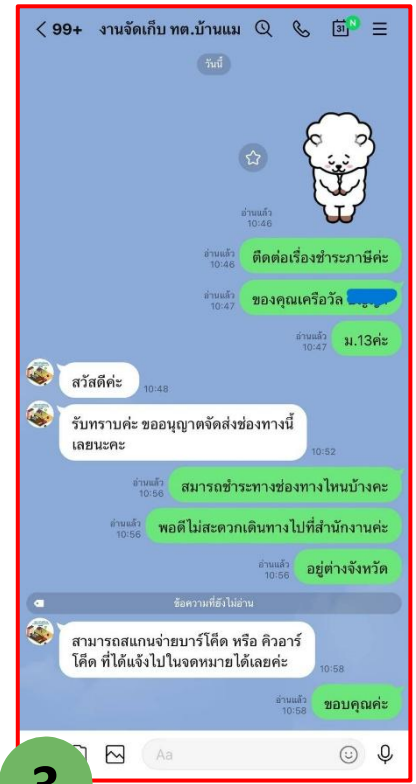 99+ งานจัดเก็บ ทต.บ้านแม
31 N
วันนี้
อ่านแล้ว
10:46
อ่านแล้ว
10:46
ติดต่อเรื่องชำระภาษีค่ะ
อ่านแล้ว
10:47
ของคุณเครือวัล
อ่านแล้ว
10:47
ม.13ค่ะ
สวัสดีค่ะ
10:48
รับทราบค่ะ ขออนุญาตจัดส่งช่องทางนี้
เลยนะคะ
10:52
อ่านแล้ว
10:56
สมารถชำระทางช่องทางไหนบ้างคะ
อ่านแล้ว
10:56
พอดีไม่สะดวกเดินทางไปที่สำนักงานค่ะ
อ่านแล้ว
10:56
อยู่ต่างจังหวัด
ข้อความที่ยังไม่อ่าน
สามารถสแกนจ่ายบาร์โค๊ด หรือ คิวอาร์
โค๊ด ที่ได้แจ้งไปในจดหมายได้เลยค่ะ
10:58
อ่านแล้ว
10:58
ขอบคุณค่ะ
Aa
3